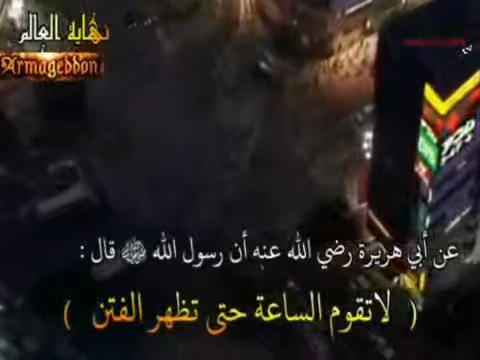 نهاية العالم
Armageddon
عن أبي هريرة رضي الله عنه أن رسول الله ﷺ قال :
( لاتقوم الساعة حتى تظهر الفتن )